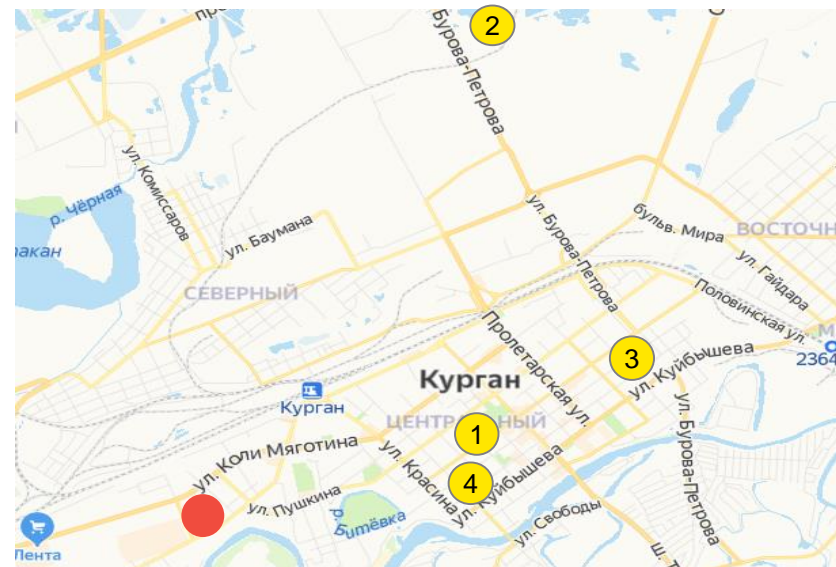 2
Бурова-Петрова
ул. Комиссаров
р. Чёрная
ул. Баумана
акан
СЕВЕРНЫЙ
ул. Бурова-Петрова
бульв. Мира
ВОСТОЧН
ул. Гайдара
Половинская ул.
М
2364
3
Пролетарская ул.
ул. Куйбышева
Курган
Курган
ЦЕНТРАЛЬНЫЙ
1
ул. Коли Мяготина
ул. Красина
4
ул. Куйбышева
ул. Бурова-Петрова
ул. Пушкина
р. Битёвка
ул. Свободы
Лента